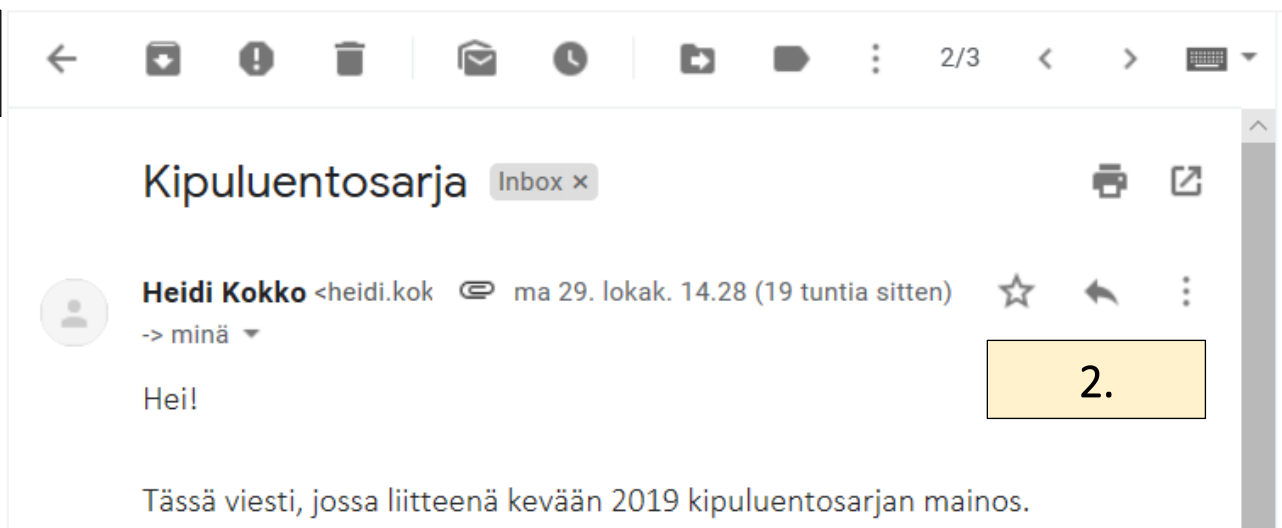 2/3
Kipuluentosarja Inbox ×
Heidi Kokko <heidi.kok ma 29. lokak. 14.28 (19 tuntia sitten)
-> minä
2.
Hei!
Tässä viesti, jossa liitteenä kevään 2019 kipuluentosarjan mainos.